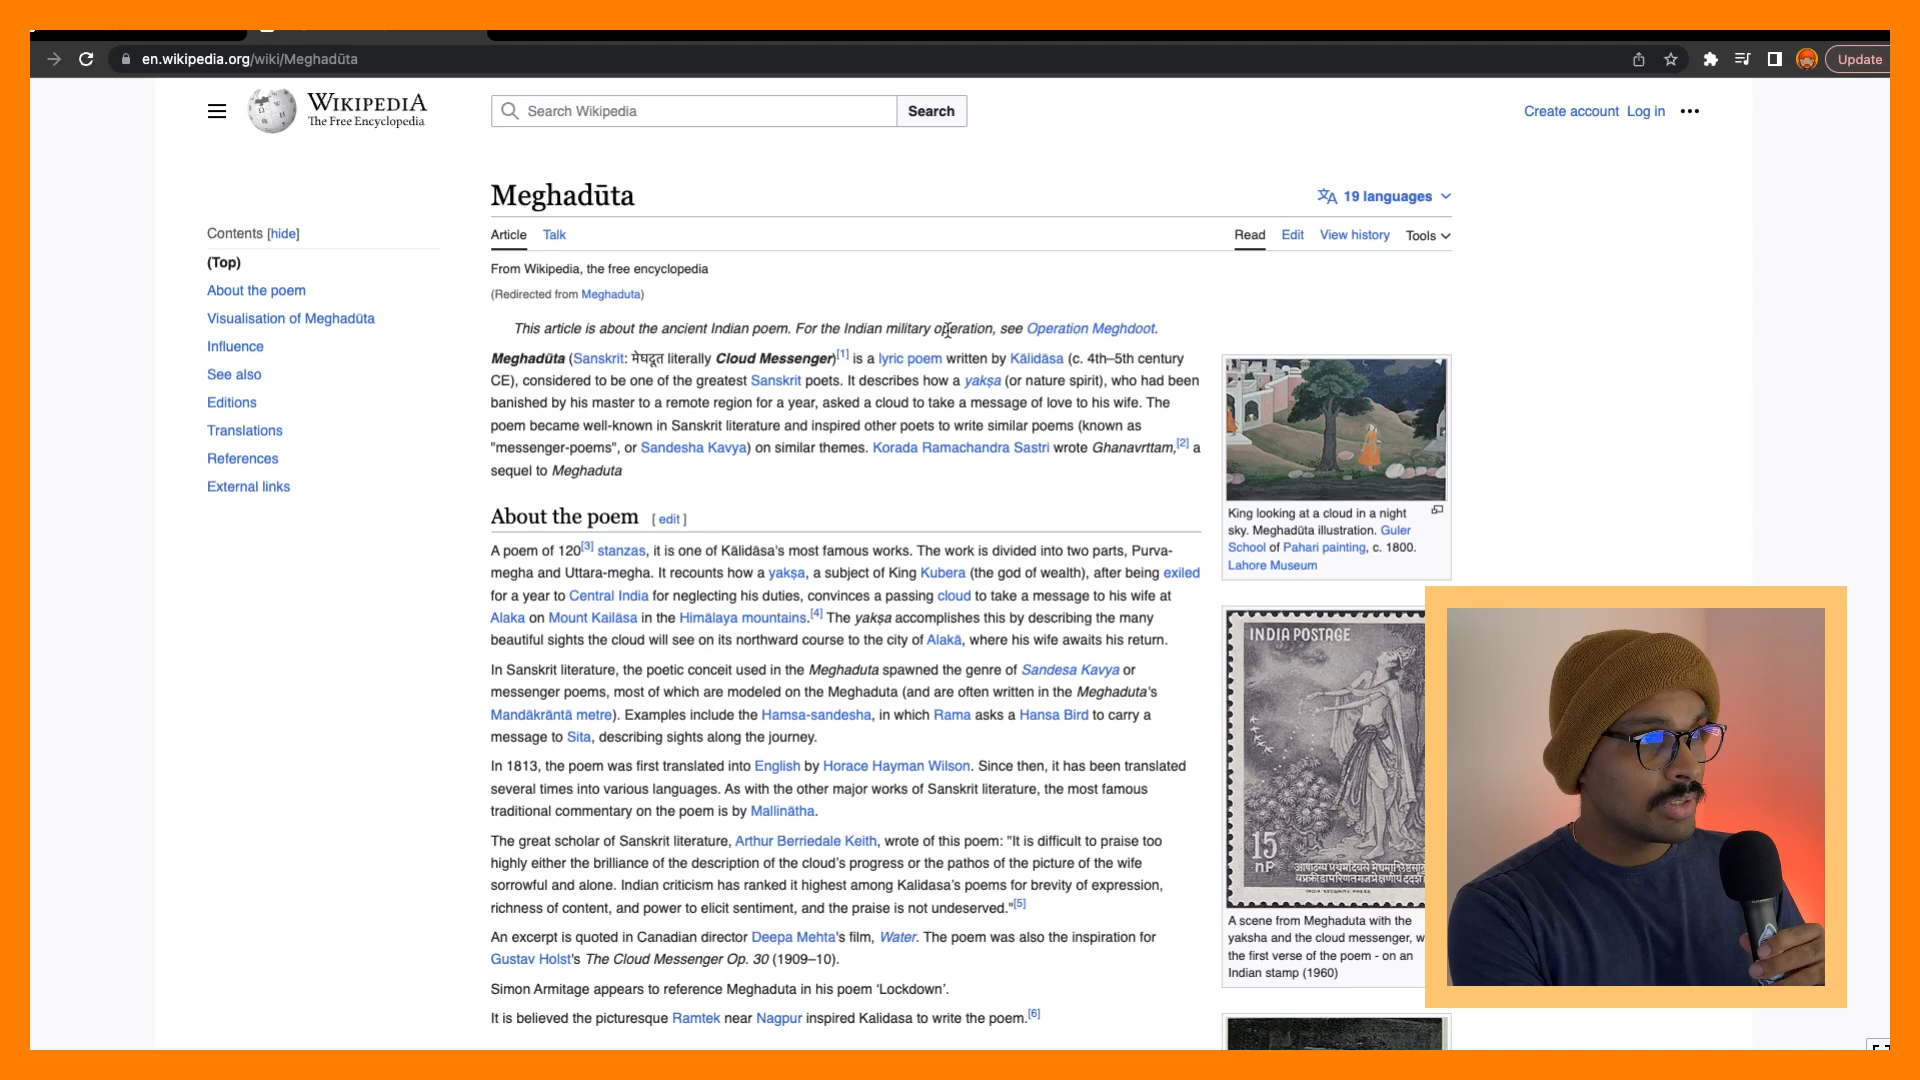 en.wikipedia.org/wiki/Meghadūta
Update
WIKIPEDIA
The Free Encyclopedia
Search Wikipedia
Search
Create account Log in
Meghadūta
19 languages
Contents [hide]
(Top)
About the poem
Visualisation of Meghadūta
Influence
See also
Editions
Translations
References
External links
Article Talk
Read Edit View history Tools
From Wikipedia, the free encyclopedia
(Redirected from Meghaduta)
This article is about the ancient Indian poem. For the Indian military operation, see Operation Meghdoot.
Meghadūta (Sanskrit: मेघदूत literally Cloud Messenger)[1] is a lyric poem written by Kālidāsa (c. 4th–5th century
CE), considered to be one of the greatest Sanskrit poets. It describes how a yakṣa (or nature spirit), who had been
banished by his master to a remote region for a year, asked a cloud to take a message of love to his wife. The
poem became well-known in Sanskrit literature and inspired other poets to write similar poems (known as
"messenger-poems", or Sandesha Kavya) on similar themes. Korada Ramachandra Sastri wrote Ghanavrttam,[2] a
sequel to Meghaduta
About the poem [ edit ]
A poem of 120[3] stanzas, it is one of Kālidāsa's most famous works. The work is divided into two parts, Purva-
megha and Uttara-megha. It recounts how a yakṣa, a subject of King Kubera (the god of wealth), after being exiled
for a year to Central India for neglecting his duties, convinces a passing cloud to take a message to his wife at
Alaka on Mount Kailāsa in the Himālaya mountains.[4] The yakṣa accomplishes this by describing the many
beautiful sights the cloud will see on its northward course to the city of Alakā, where his wife awaits his return.
In Sanskrit literature, the poetic conceit used in the Meghaduta spawned the genre of Sandesa Kavya or
messenger poems, most of which are modeled on the Meghaduta (and are often written in the Meghaduta's
Mandākrāntā metre). Examples include the Hamsa-sandesha, in which Rama asks a Hansa Bird to carry a
message to Sita, describing sights along the journey.
In 1813, the poem was first translated into English by Horace Hayman Wilson. Since then, it has been translated
several times into various languages. As with the other major works of Sanskrit literature, the most famous
traditional commentary on the poem is by Mallinātha.
The great scholar of Sanskrit literature, Arthur Berriedale Keith, wrote of this poem: "It is difficult to praise too
highly either the brilliance of the description of the cloud's progress or the pathos of the picture of the wife
sorrowful and alone. Indian criticism has ranked it highest among Kalidasa's poems for brevity of expression,
richness of content, and power to elicit sentiment, and the praise is not undeserved."[5]
An excerpt is quoted in Canadian director Deepa Mehta's film, Water. The poem was also the inspiration for
Gustav Holst's The Cloud Messenger Op. 30 (1909–10).
Simon Armitage appears to reference Meghaduta in his poem ‘Lockdown’.
It is believed the picturesque Ramtek near Nagpur inspired Kalidasa to write the poem.[6]
King looking at a cloud in a night
sky. Meghadūta illustration. Guler
School of Pahari painting, c. 1800.
Lahore Museum
INDIA POSTAGE
15
nP
INDIA SECURITY PRESS
A scene from Meghaduta with the
yaksha and the cloud messenger, w
the first verse of the poem - on an
Indian stamp (1960)